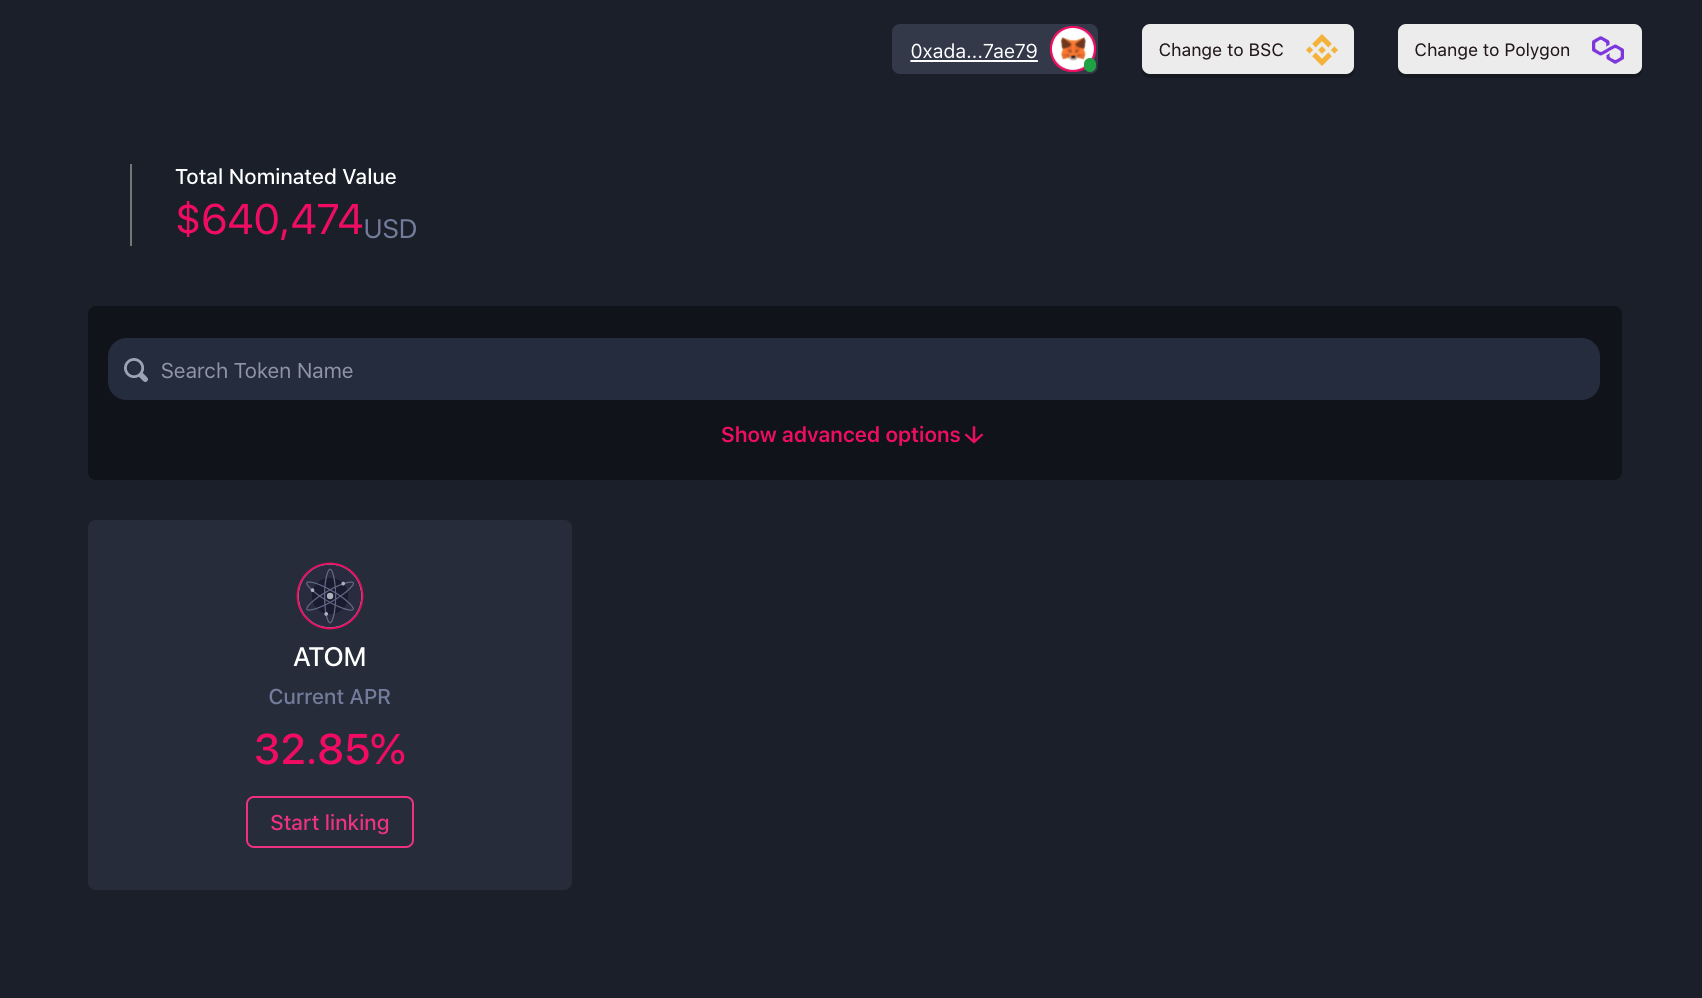 0xada...7ae79
Change to BSC
Change to Polygon
Total Nominated Value
$640,474USD
Search Token Name
Show advanced options↓
ATOM
Current APR
32.85%
Start linking